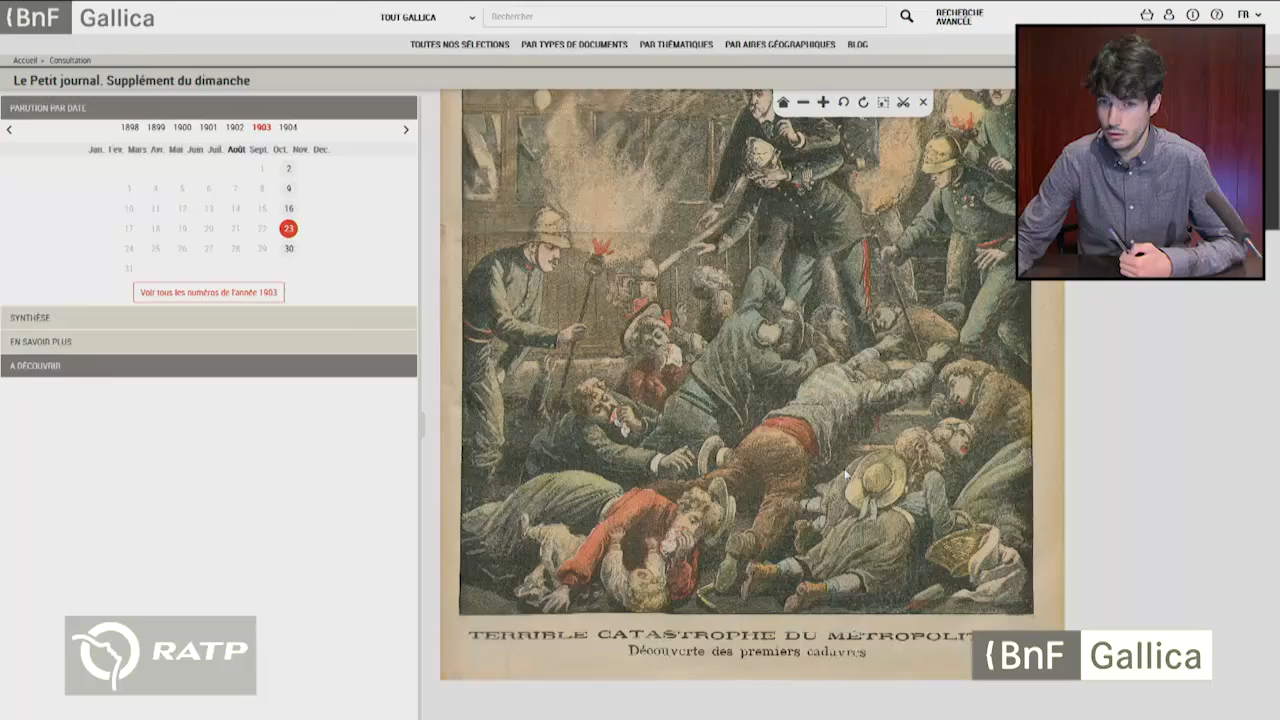 BnF Gallica
TOUT GALLICA
Rechercher
RECHERCHE
AVANCÉE
FR
TOUTES NOS SÉLECTIONS PAR TYPES DE DOCUMENTS PAR THÉMATIQUES PAR AIRES GÉOGRAPHIQUES BLOG
Accueil > Consultation
Le Petit journal. Supplément du dimanche
PARUTION PAR DATE
1898 1899 1900 1901 1902 1903 1904
Jan. Fev. Mars Avr. Mai Juin Juil. Août Sept. Oct. Nov. Dec.
1 2
3 4 5 6 7 8 9
10 11 12 13 14 15 16
17 18 19 20 21 22 23
24 25 26 27 28 29 30
31
Voir tous les numéros de l'année 1903
SYNTHÈSE
EN SAVOIR PLUS
A DÉCOUVRIR
TERRIBLE CATASTROPHE DU METROPOLIT
Découverte des premiers cadavres
RATP
BnF Gallica